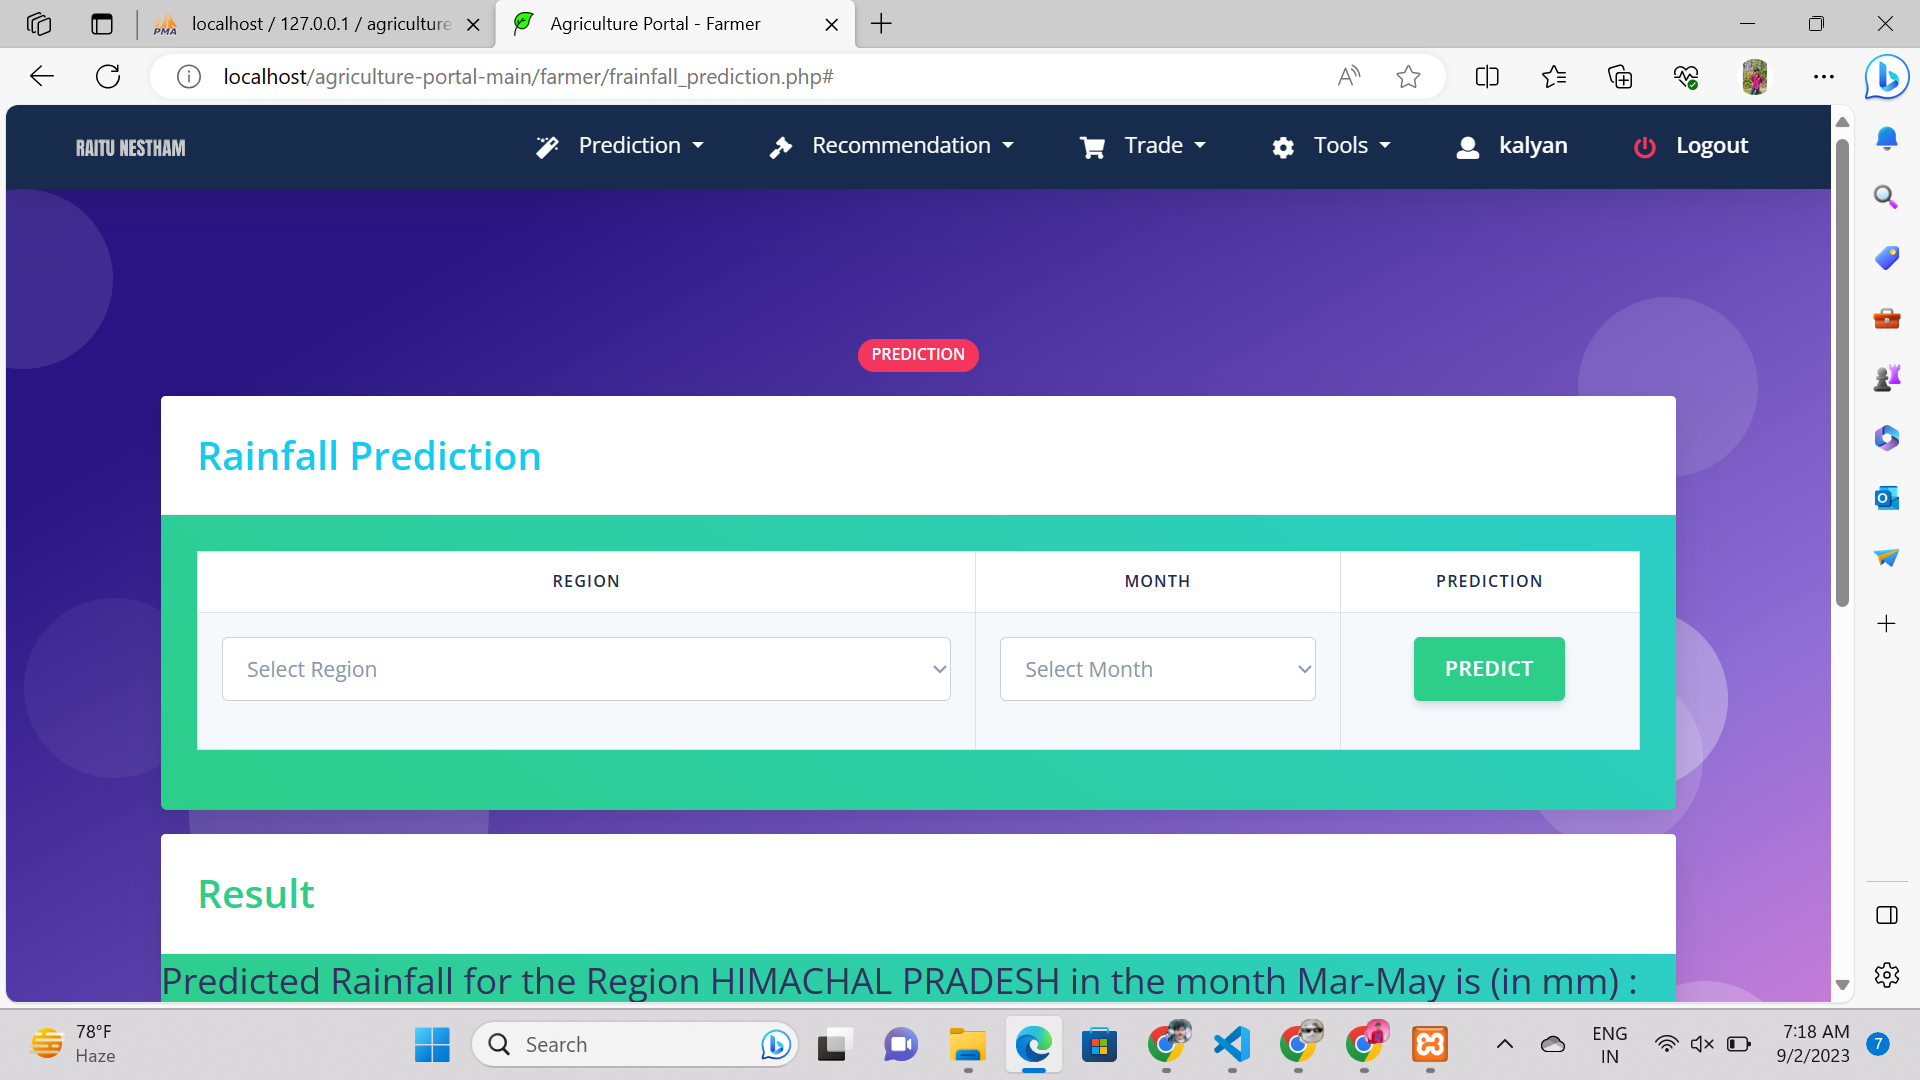 localhost / 127.0.0.1 / agriculture
Agriculture Portal - Farmer
localhost/agriculture-portal-main/farmer/frainfall_prediction.php#
RAITU NESTHAM
Prediction
Recommendation
Trade
Tools
kalyan
Logout
PREDICTION
Rainfall Prediction
REGION
MONTH
PREDICTION
Select Region
Select Month
PREDICT
Result
Predicted Rainfall for the Region HIMACHAL PRADESH in the month Mar-May is (in mm) :
78°F
Haze
Search
ENG
IN
7:18 AM
9/2/2023
7